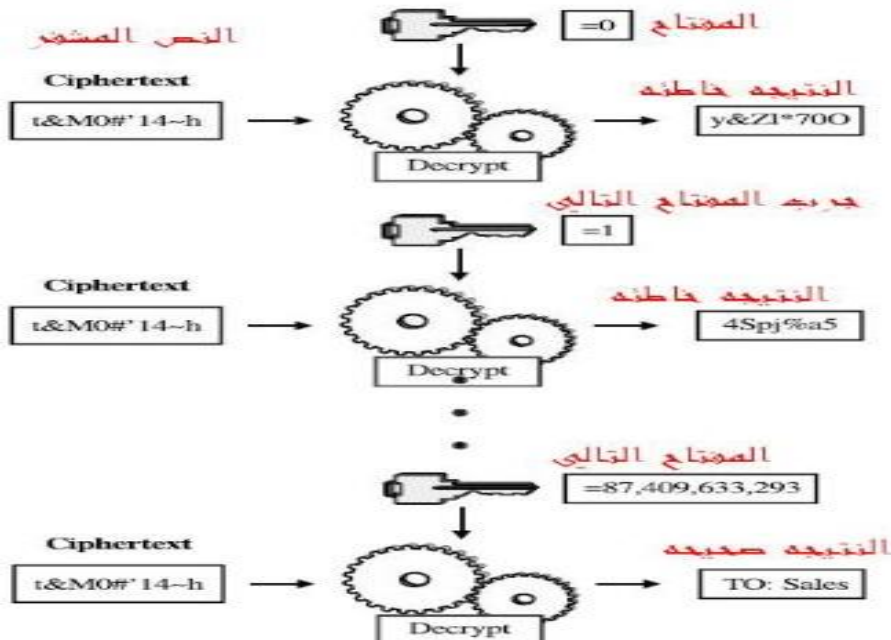 =0 المفتاح
النص المشفر
Ciphertext
النتيجه خاطئه
t&M0#'14~h
y&ZI*70O
Decrypt
جرب المفتاح التالي
=1
Ciphertext
النتيجه خاطئه
t&M0#'14~h
4Spj%a5
Decrypt
المفتاح التالي
=87,409,633,293
Ciphertext
النتيجه صحيحه
t&M0#'14~h
TO: Sales
Decrypt